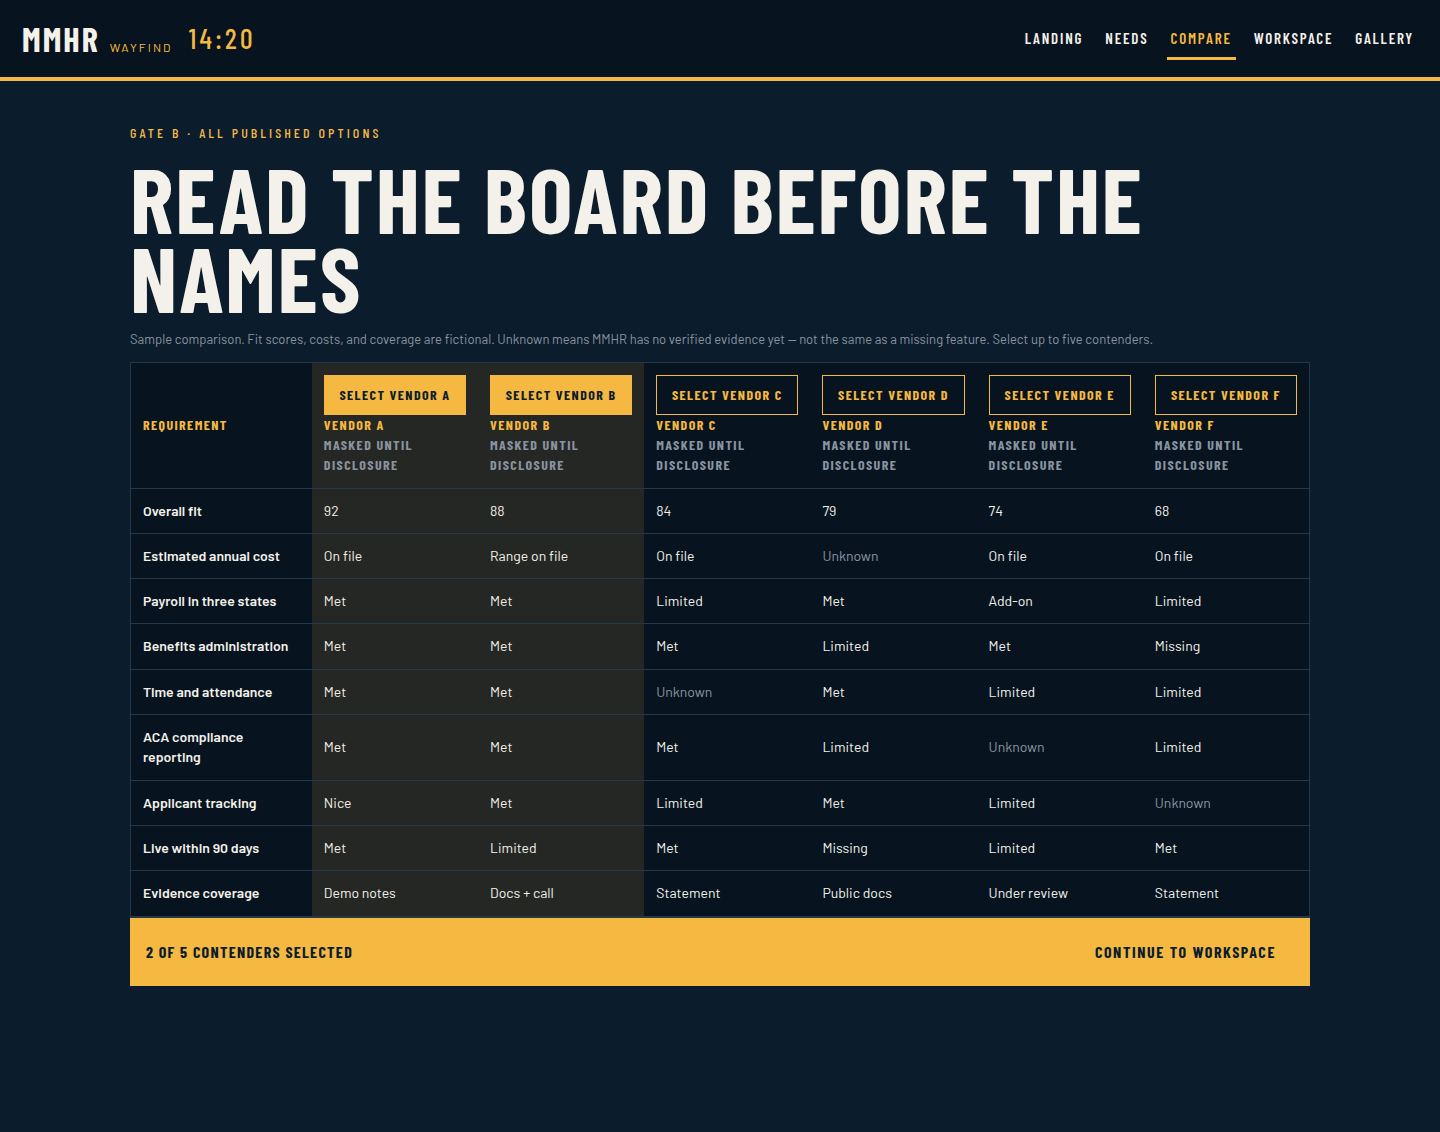 MMHR WAYFIND 14:20
LANDING NEEDS COMPARE WORKSPACE GALLERY
GATE B · ALL PUBLISHED OPTIONS
READ THE BOARD BEFORE THE
NAMES
Sample comparison. Fit scores, costs, and coverage are fictional. Unknown means MMHR has no verified evidence yet — not the same as a missing feature. Select up to five contenders.
SELECT VENDOR A SELECT VENDOR B SELECT VENDOR C SELECT VENDOR D SELECT VENDOR E SELECT VENDOR F
REQUIREMENT VENDOR A VENDOR B VENDOR C VENDOR D VENDOR E VENDOR F
MASKED UNTIL MASKED UNTIL MASKED UNTIL MASKED UNTIL MASKED UNTIL MASKED UNTIL
DISCLOSURE DISCLOSURE DISCLOSURE DISCLOSURE DISCLOSURE DISCLOSURE
Overall fit 92 88 84 79 74 68
Estimated annual cost On file Range on file On file Unknown On file On file
Payroll in three states Met Met Limited Met Add-on Limited
Benefits administration Met Met Met Limited Met Missing
Time and attendance Met Met Unknown Met Limited Limited
ACA compliance
reporting Met Met Met Limited Unknown Limited
Applicant tracking Nice Met Limited Met Limited Unknown
Live within 90 days Met Limited Met Missing Limited Met
Evidence coverage Demo notes Docs + call Statement Public docs Under review Statement
2 OF 5 CONTENDERS SELECTED CONTINUE TO WORKSPACE